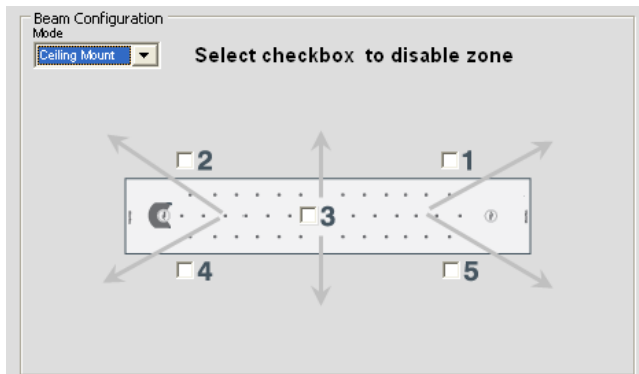 Beam Configuration
Mode
Ceiling Mount
Select checkbox to disable zone
2
1
3
4
5